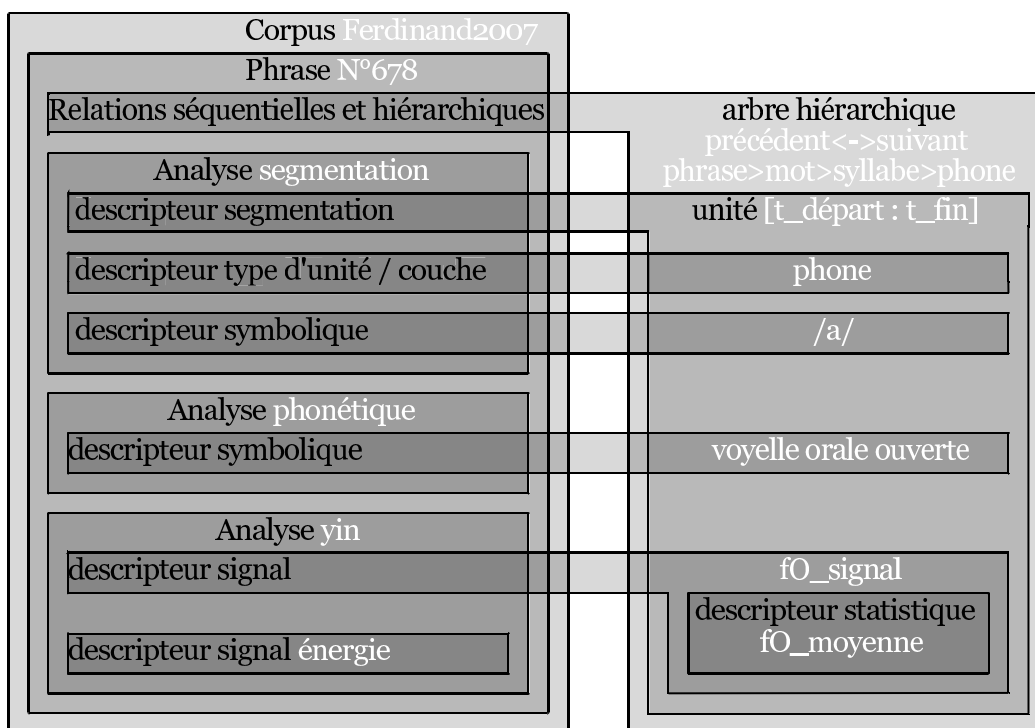 Corpus Ferdinand2007
Phrase N°678
Relations séquentielles et hiérarchiques
arbre hiérarchique
précédent<->suivant
phrase>mot>syllabe>phone
Analyse segmentation
descripteur segmentation
unité [t_départ : t_fin]
descripteur type d'unité / couche
phone
descripteur symbolique
/a/
Analyse phonétique
descripteur symbolique
voyelle orale ouverte
Analyse yin
descripteur signal
f0_signal
descripteur statistique
f0_moyenne
descripteur signal énergie